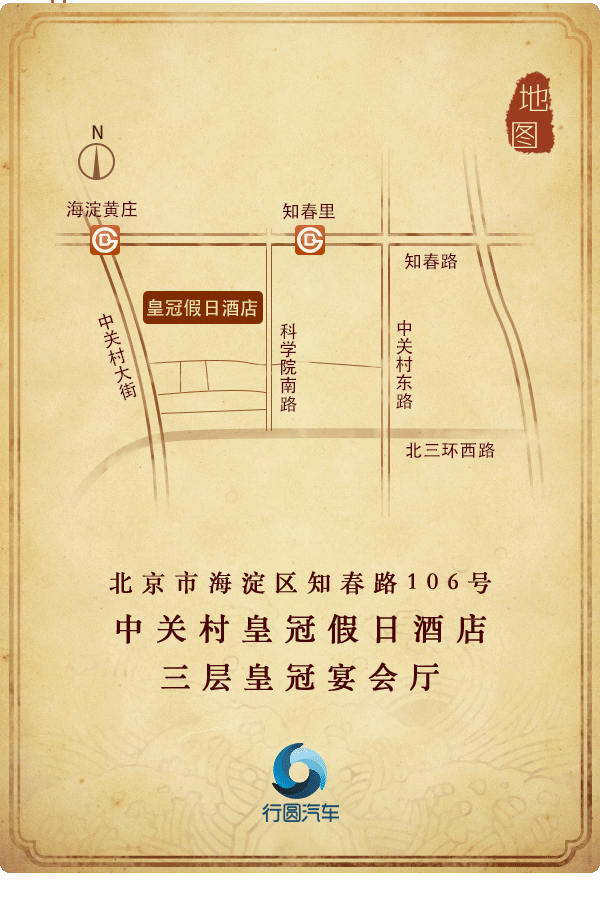 地图
N
海淀黄庄
知春里
知春路
皇冠假日酒店
中关村大街
科学院南路
中关村东路
北三环西路
北京市海淀区知春路106号
中关村皇冠假日酒店
三层皇冠宴会厅
行圆汽车